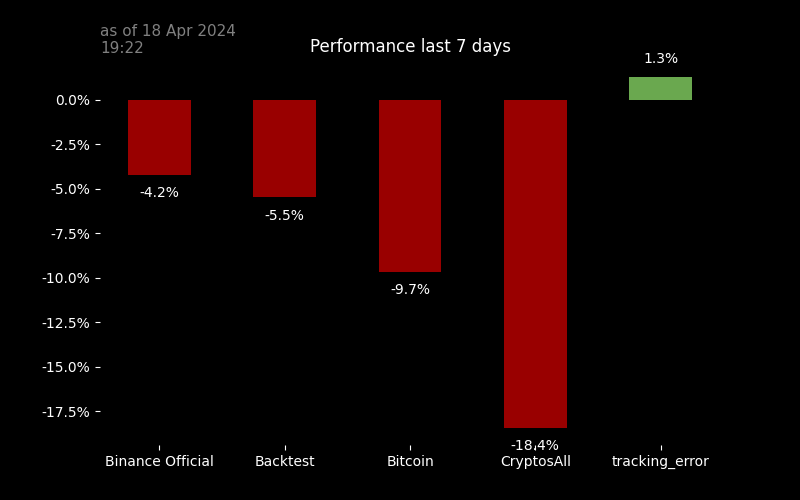 as of 18 Apr 2024
19:22
Performance last 7 days
1.3%
0.0%
-2.5%
-5.0%
-7.5%
-10.0%
-12.5%
-15.0%
-17.5%
-4.2%
-5.5%
-9.7%
-18.4%
Binance Official
Backtest
Bitcoin
CryptosAll
tracking_error